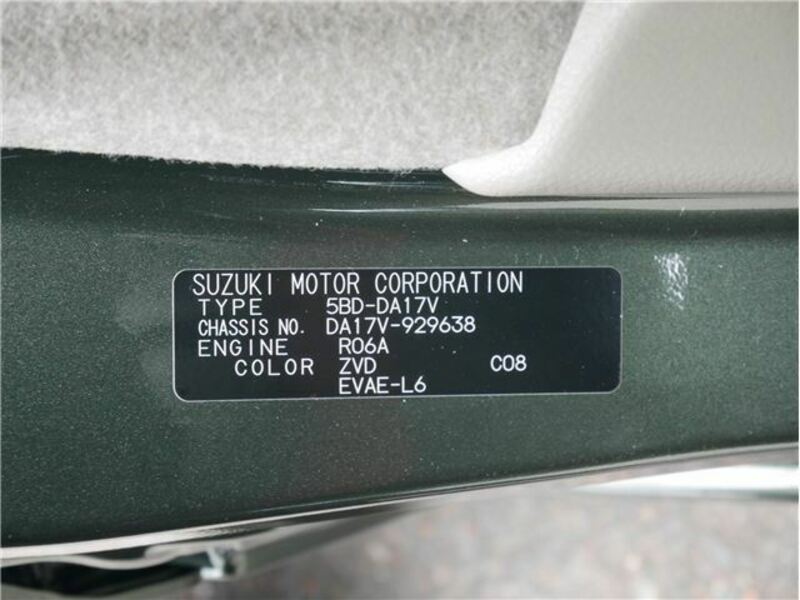 SUZUKI MOTOR CORPORATION
TYPE 5BD-DA17V
CHASSIS NO. DA17V-929638
ENGINE R06A
COLOR ZVD C08
EVAE-L6